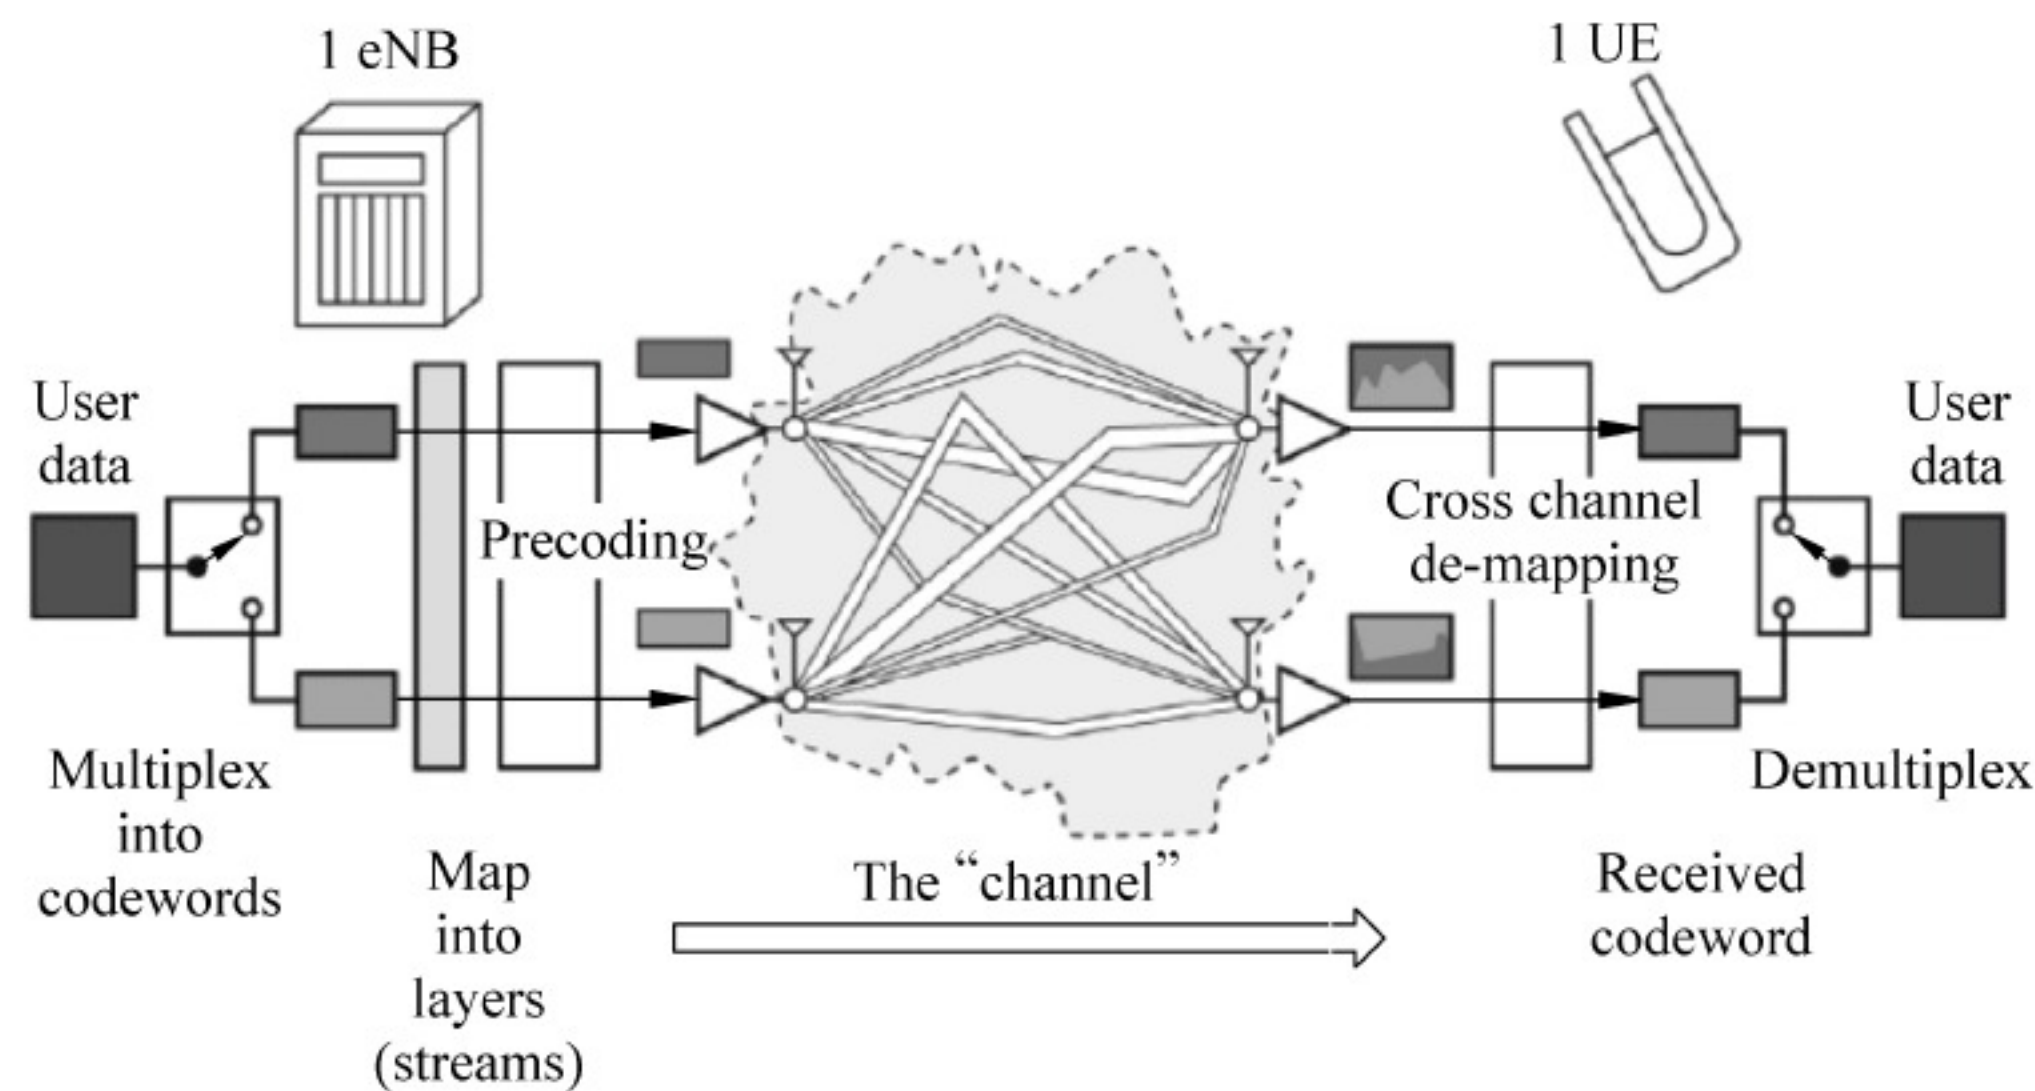 1 eNB
1 UE
User
data
Precoding
Cross channel
de-mapping
User
data
Multiplex
into
codewords
Map
into
layers
(streams)
The “channel”
Demultiplex
Received
codeword